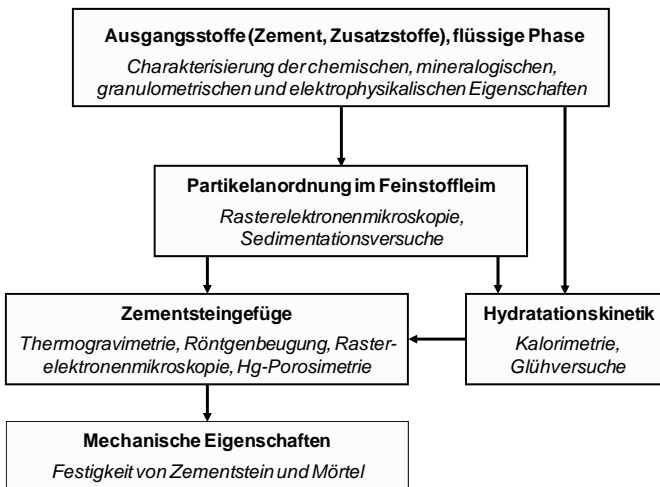 Ausgangsstoffe (Zement, Zusatzstoffe), flüssige Phase
Charakterisierung der chemischen, mineralogischen,
granulometrischen und elektrophysikalischen Eigenschaften
Partikelanordnung im Feinstoffleim
Rasterelektronenmikroskopie,
Sedimentationsversuche
Zementsteingefüge
Thermogravimetrie, Röntgenbeugung, Raster-
elektronenmikroskopie, Hg-Porosimetrie
Hydratationskinetik
Kalorimetrie,
Glühversuche
Mechanische Eigenschaften
Festigkeit von Zementstein und Mörtel